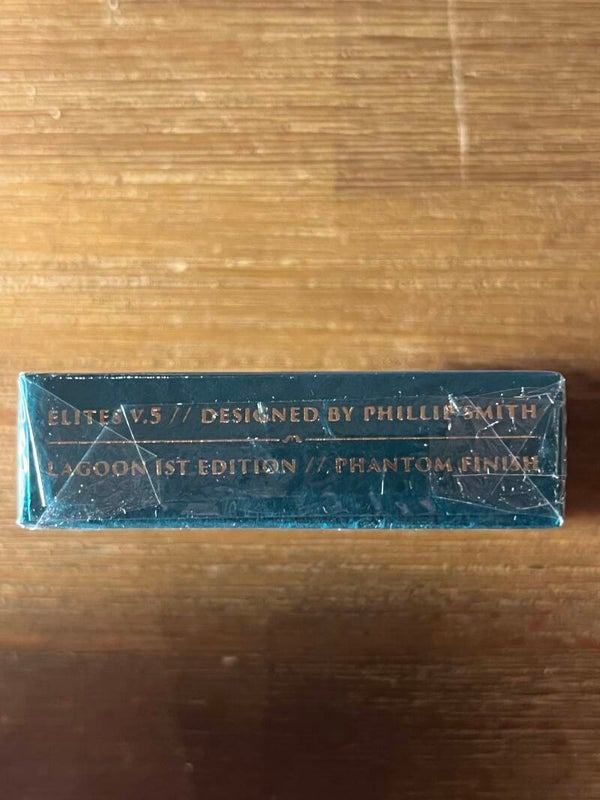 ELITES V.5 // DESIGNED BY PHILLIP SMITH
LAGOON 1ST EDITION // PHANTOM FINISH